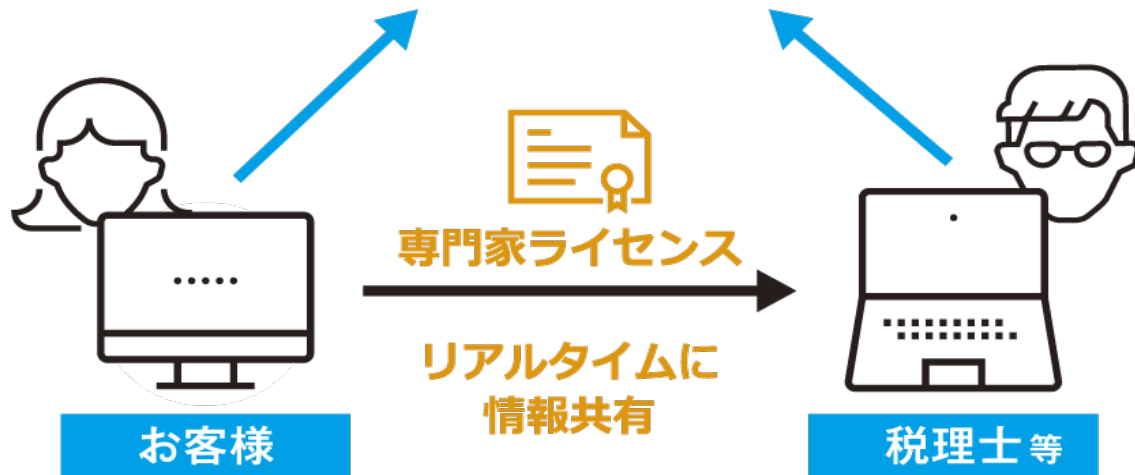 専門家ライセンス
リアルタイムに
情報共有
お客様
税理士等